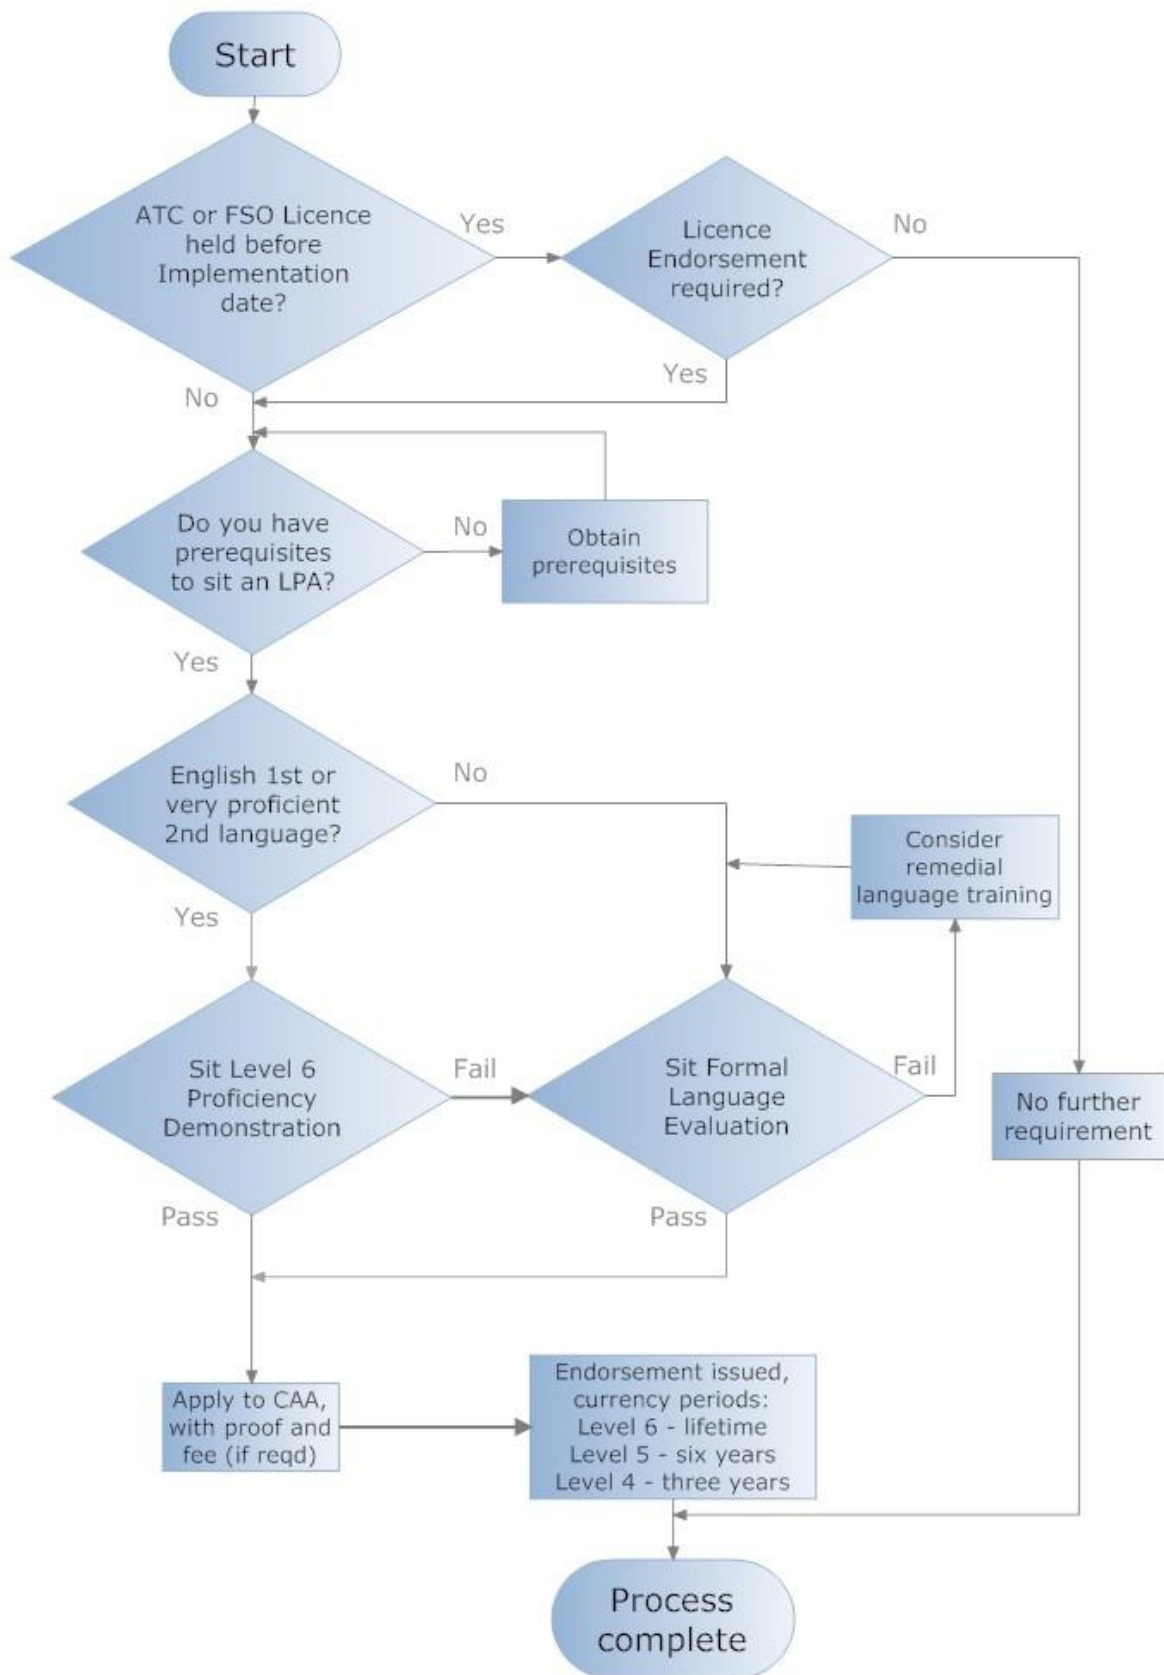 Start
ATC or FSO Licence
held before
Implementation
date?
Yes
Licence
Endorsement
required?
No
Yes
No
Do you have
prerequisites
to sit an LPA?
No
Obtain
prerequisites
Yes
English 1st or
very proficient
2nd language?
No
Consider
remedial
language training
Yes
Sit Level 6
Proficiency
Demonstration
Fail
Sit Formal
Language
Evaluation
Fail
No further
requirement
Pass
Pass
Apply to CAA,
with proof and
fee (if reqd)
Endorsement issued,
currency periods:
Level 6 - lifetime
Level 5 - six years
Level 4 - three years
Process
complete